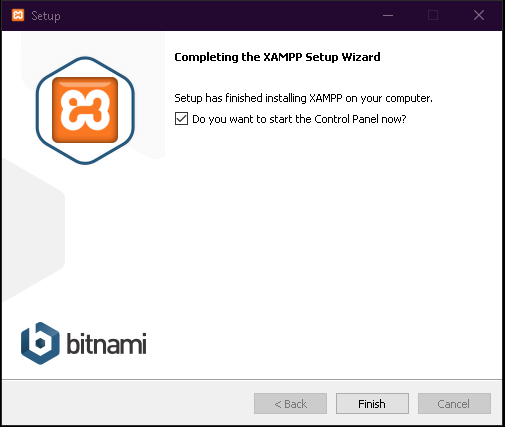 Setup
Completing the XAMPP Setup Wizard
Setup has finished installing XAMPP on your computer.
Do you want to start the Control Panel now?
bitnami
< Back
Finish
Cancel